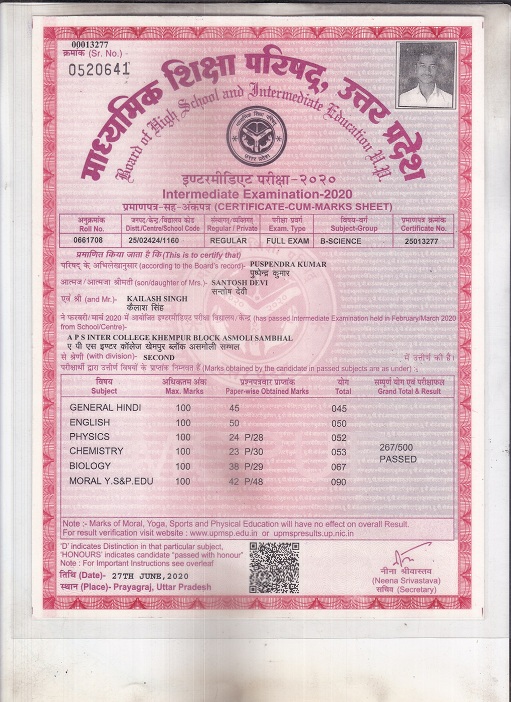 00013277
क्रमांक (Sr. No.) -
0520641
माध्यमिक शिक्षा परिषद्, उत्तर प्रदेश
Board of High School and Intermediate Education U.P.
इण्टरमीडिएट परीक्षा-२०२०
Intermediate Examination-2020
प्रमाणपत्र-सह-अंकपत्र (CERTIFICATE-CUM-MARKS SHEET)
अनुक्रमांक जनपद/केन्द्र/विद्यालय कोड संस्थागत/व्यक्तिगत परीक्षा प्रवर्ग विषय-वर्ग प्रमाणपत्र क्रमांक
Roll No. Distt./Centre/School Code Regular / Private Exam. Type Subject-Group Certificate No.
0661708 25/02424/1160 REGULAR FULL EXAM B-SCIENCE 25013277
प्रमाणित किया जाता है कि (This is to certify that)
परिषद् के अभिलेखानुसार (according to the Board's record)- PUSPENDRA KUMAR
पुष्पेन्द्र कुमार
आत्मज / आत्मजा श्रीमती (son/daughter of Mrs.)- SANTOSH DEVI
सन्तोष देवी
एवं श्री (and Mr.)- KAILASH SINGH
कैलाश सिंह
ने फरवरी/मार्च 2020 में आयोजित इण्टरमीडिएट परीक्षा विद्यालय/केन्द्र (has passed Intermediate Examination held in February/March 2020
from School/Centre)-
A P S INTER COLLEGE KHEMPUR BLOCK ASMOLI SAMBHAL
ए पी एस इण्टर कॉलेज खेमपुर ब्लॉक असमोली सम्भल
से श्रेणी (with division)- SECOND में उत्तीर्ण की है।
परीक्षार्थी द्वारा उत्तीर्ण विषयों के प्राप्तांक निम्नवत हैं (Marks obtained by the candidate in passed subjects are as under) :
विषय अधिकतम अंक प्रश्नपत्रवार प्राप्तांक योग सम्पूर्ण योग एवं परीक्षाफल
Subject Max. Marks Paper-wise Obtained Marks Total Grand Total & Result
GENERAL HINDI 100 45 045
ENGLISH 100 50 050
PHYSICS 100 24 P/28 052
CHEMISTRY 100 23 P/30 053 267/500
BIOLOGY 100 38 P/29 067 PASSED
MORAL Y.S&P.EDU 100 42 P/48 090
Note :- Marks of Moral, Yoga, Sports and Physical Education will have no effect on overall Result.
For result verification visit website : www.upmsp.edu.in or upmspresults.up.nic.in
'D' indicates Distinction in that particular subject,
'HONOURS' indicates candidate "passed with honour"
Note : For Important Instructions see overleaf
तिथि (Date)- 27TH JUNE,2020
स्थान (Place)- Prayagraj, Uttar Pradesh
नीना श्रीवास्तव
(Neena Srivastava)
सचिव (Secretary)